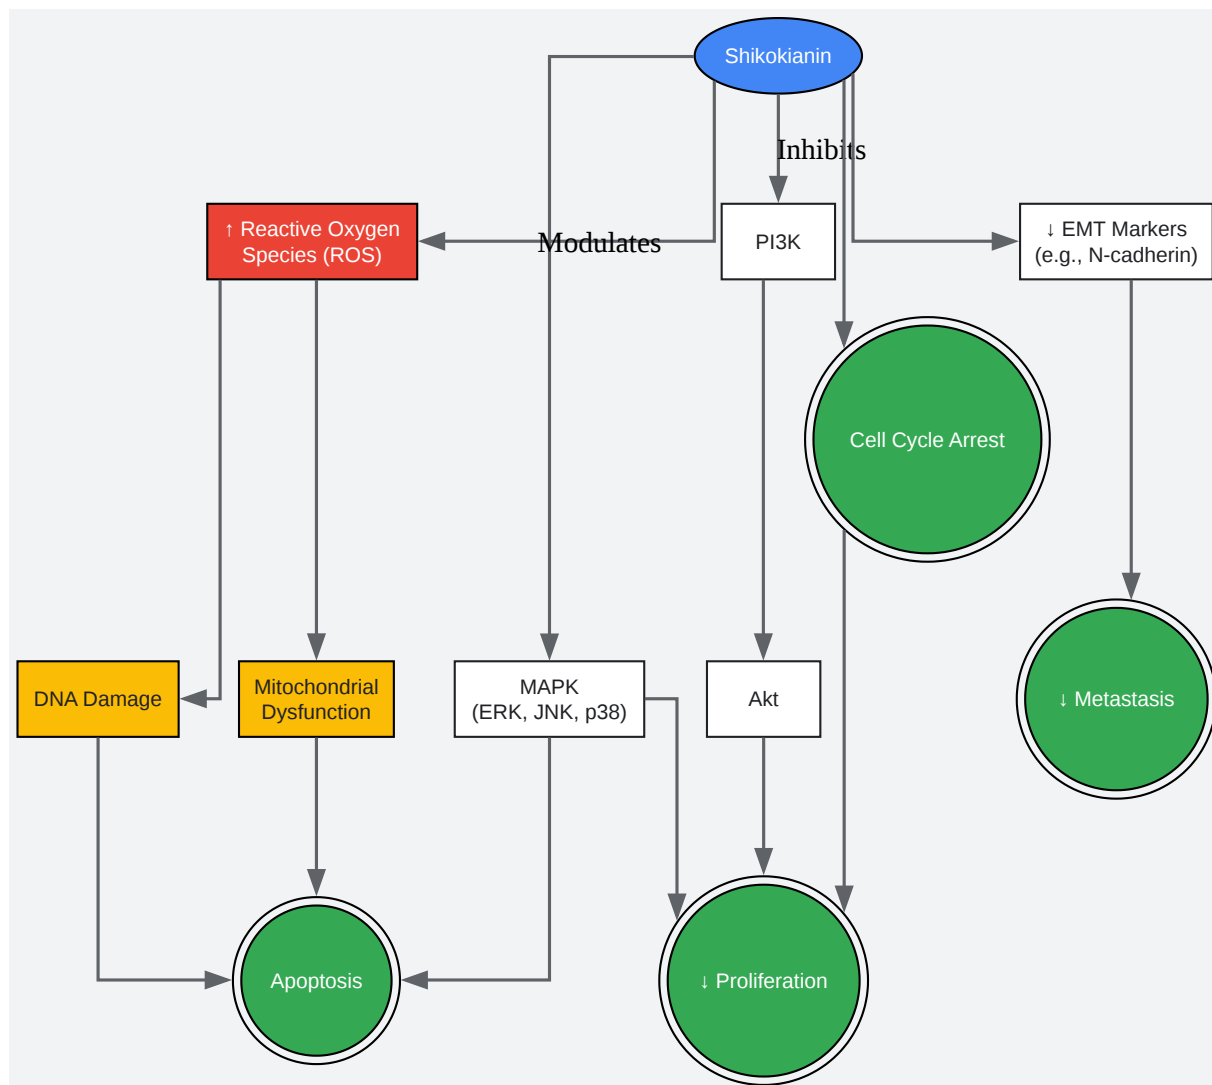 Shikokianin
Inhibits
↑ Reactive Oxygen
Species (ROS)
Modulates
PI3K
↓ EMT Markers
(e.g., N-cadherin)
Cell Cycle Arrest
DNA Damage
Mitochondrial
Dysfunction
MAPK
(ERK, JNK, p38)
Akt
↓ Metastasis
Apoptosis
↓ Proliferation